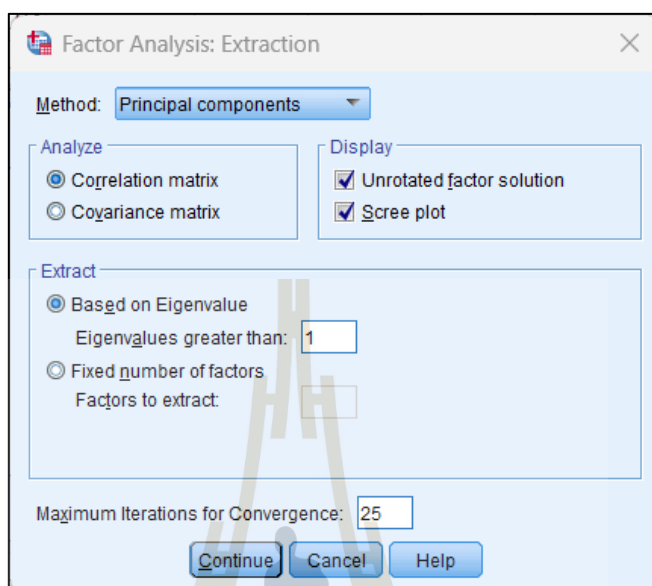 Factor Analysis: Extraction
Method: Principal components
Analyze
Correlation matrix
Covariance matrix
Display
Unrotated factor solution
Scree plot
Extract
Based on Eigenvalue
Eigenvalues greater than: 1
Fixed number of factors
Factors to extract:
Maximum Iterations for Convergence: 25
Continue Cancel Help